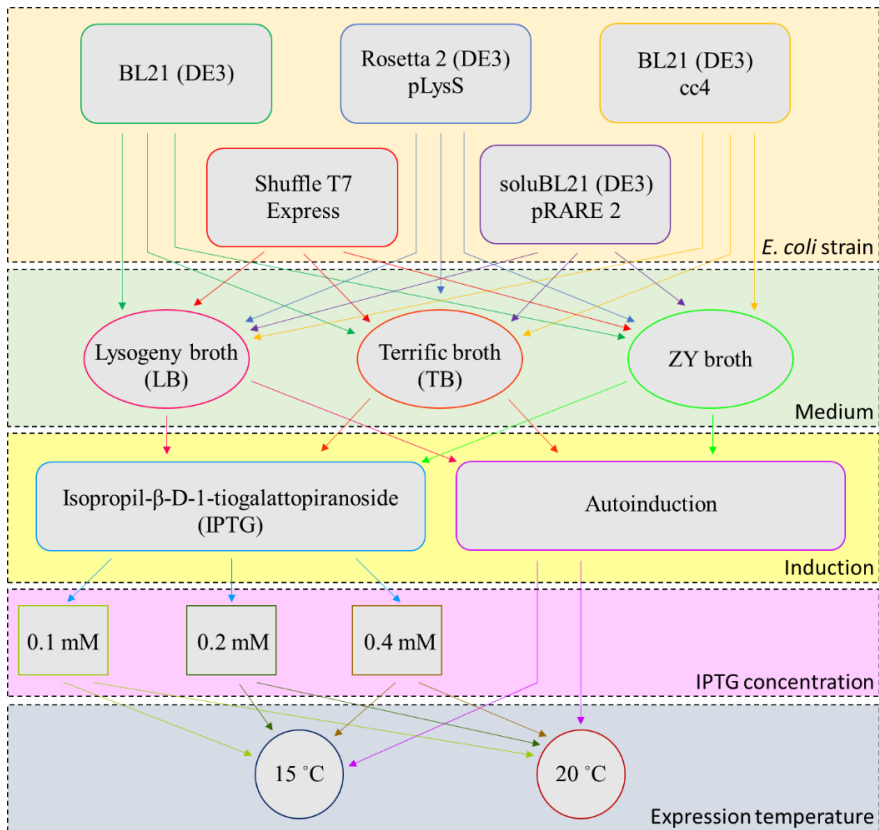 BL21 (DE3)
Rosetta 2 (DE3)
pLysS
BL21 (DE3)
cc4
Shuffle T7
Express
soluBL21 (DE3)
pRARE 2
E. coli strain
Lysogeny broth
(LB)
Terrific broth
(TB)
ZY broth
Medium
Isopropil-β-D-1-tiogalattopiranoside
(IPTG)
Autoinduction
Induction
0.1 mM
0.2 mM
0.4 mM
IPTG concentration
15 °C
20 °C
Expression temperature